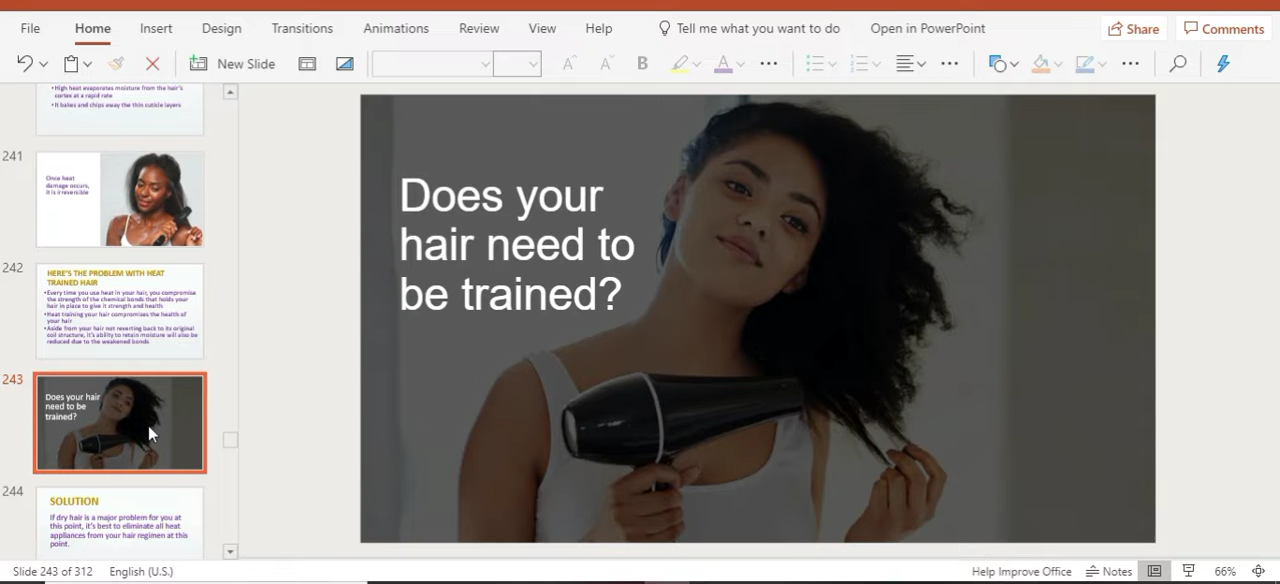 File Home Insert Design Transitions Animations Review View Help Tell me what you want to do Open in PowerPoint Share Comments
New Slide B A
•High heat evaporates moisture from the hair's
cortex at a rapid rate
•It bakes and chips away the thin cuticle layers
241
Once heat
damage occurs,
it is irreversible
242
HERE'S THE PROBLEM WITH HEAT
TRAINED HAIR
•Every time you use heat in your hair, you compromise
the strength of the chemical bonds that holds your
hair in place to give it strength and health
•Heat training your hair compromises the health of
your hair
•Aside from your hair not reverting back to its original
coil structure, it's ability to retain moisture will also be
reduced due to the weakened bonds
243
Does your hair
need to be
trained?
244
SOLUTION
If dry hair is a major problem for you at
this point, it's best to eliminate all heat
appliances from your hair regimen at this
point.
Does your
hair need to
be trained?
Slide 243 of 312 English (U.S.) Help Improve Office Notes 66%